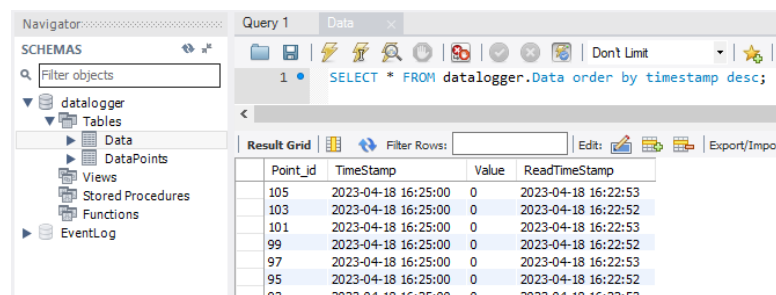 Navigator
SCHEMAS
Filter objects
datalogger
Tables
Data
DataPoints
Views
Stored Procedures
Functions
EventLog
Query 1
Data
Don't Limit
1 SELECT * FROM datalogger.Data order by timestamp desc;
Result Grid Filter Rows: Edit: Export/Impo
Point_id TimeStamp Value ReadTimeStamp
105 2023-04-18 16:25:00 0 2023-04-18 16:22:53
103 2023-04-18 16:25:00 0 2023-04-18 16:22:52
101 2023-04-18 16:25:00 0 2023-04-18 16:22:53
99 2023-04-18 16:25:00 0 2023-04-18 16:22:52
97 2023-04-18 16:25:00 0 2023-04-18 16:22:53
95 2023-04-18 16:25:00 0 2023-04-18 16:22:52